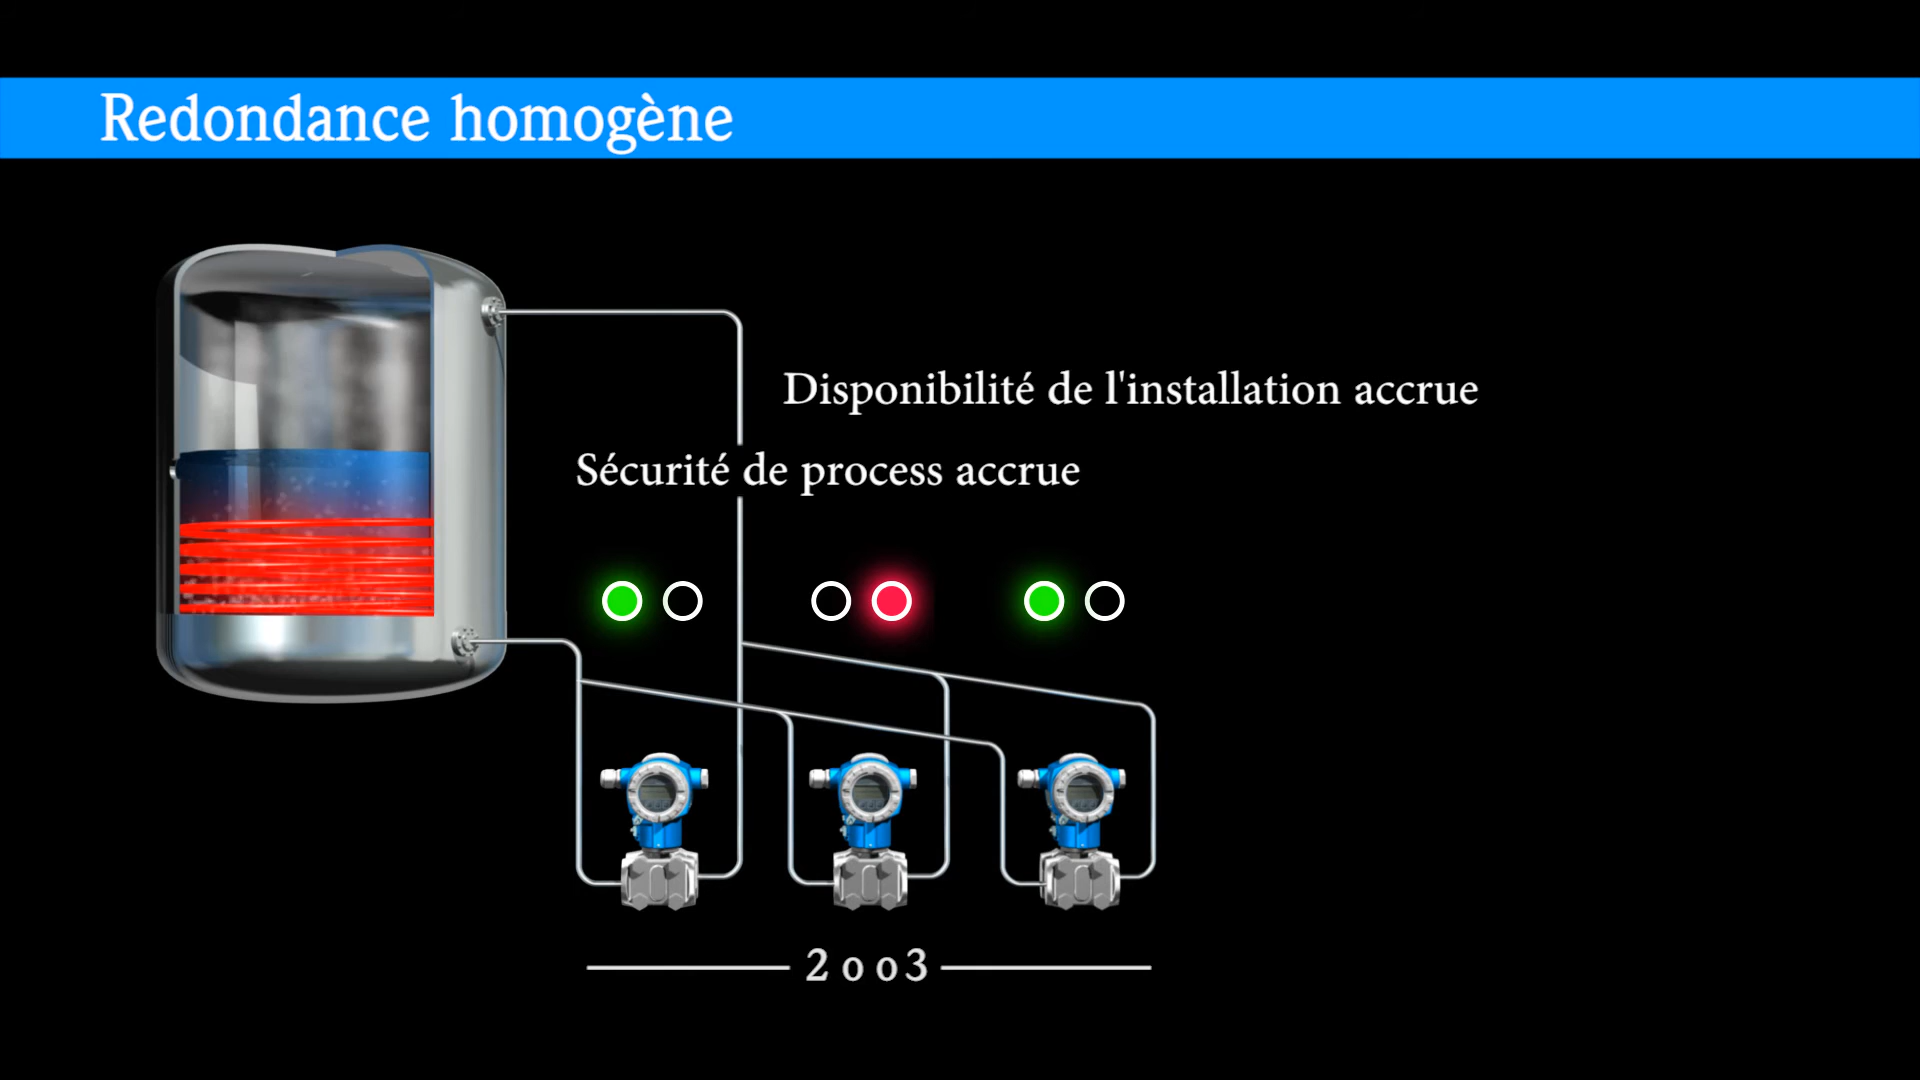 Redondance homogène
Disponibilité de l'installation accrue
Sécurité de process accrue
2oo3